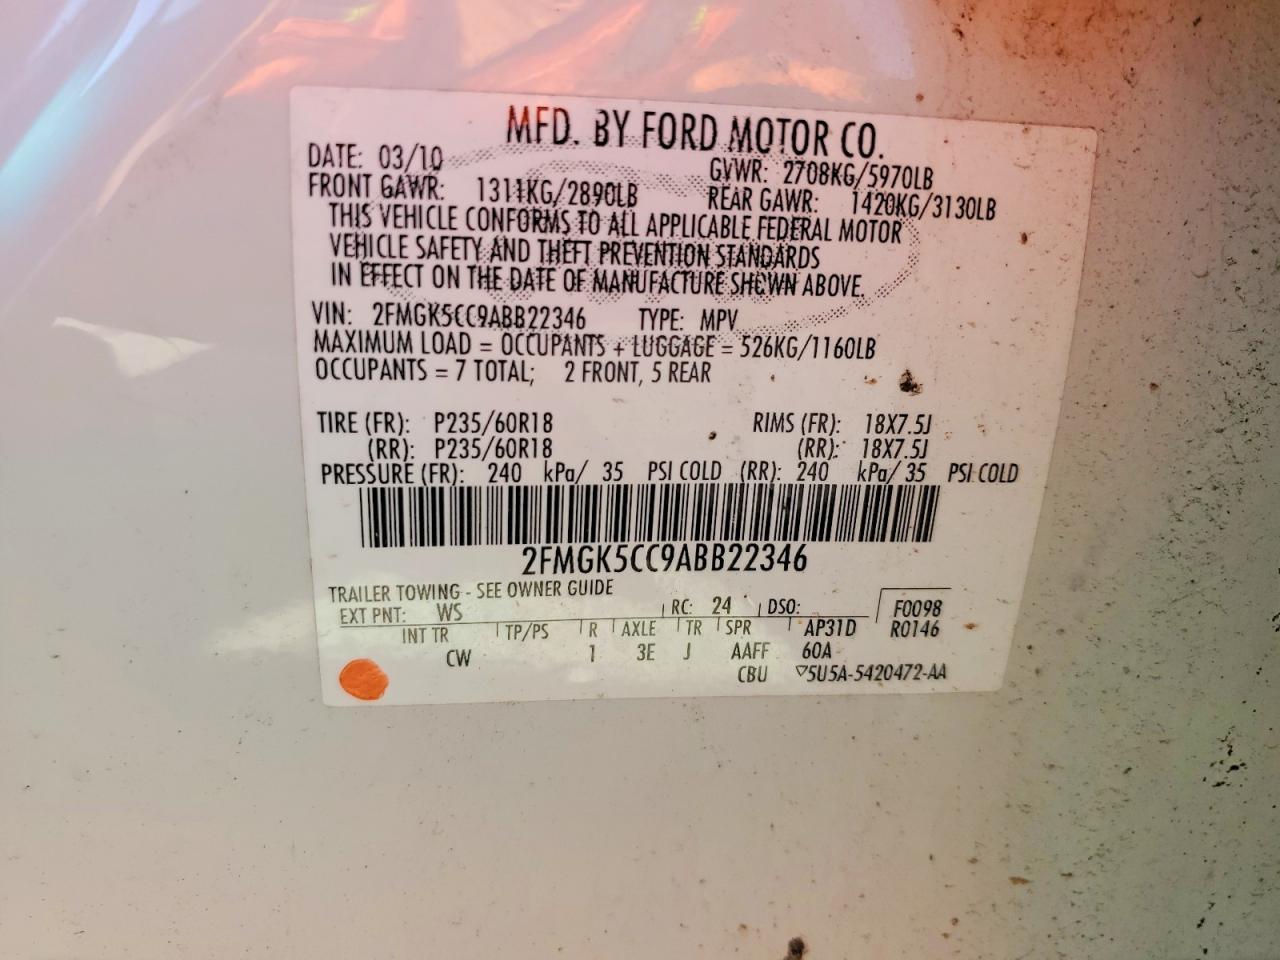 MFD. BY FORD MOTOR CO.
DATE: 03/10 GVWR: 2708KG/5970LB
FRONT GAWR: 1311KG/2890LB REAR GAWR: 1420KG/3130LB
THIS VEHICLE CONFORMS TO ALL APPLICABLE FEDERAL MOTOR
VEHICLE SAFETY AND THEFT PREVENTION STANDARDS
IN EFFECT ON THE DATE OF MANUFACTURE SHOWN ABOVE.
VIN: 2FMGK5CC9ABB22346 TYPE: MPV
MAXIMUM LOAD = OCCUPANTS + LUGGAGE = 526KG/1160LB
OCCUPANTS = 7 TOTAL; 2 FRONT, 5 REAR
TIRE (FR): P235/60R18 RIMS (FR): 18X7.5J
(RR): P235/60R18 (RR): 18X7.5J
PRESSURE (FR): 240 kPa/ 35 PSI COLD (RR): 240 kPa/ 35 PSI COLD
2FMGK5CC9ABB22346
TRAILER TOWING - SEE OWNER GUIDE
EXT PNT: WS RC: 24 DSO: F0098
INT TR TP/PS R AXLE TR SPR AP31D R0146
CW 1 3E J AAFF 60A
CBU ▽5U5A-5420472-AA